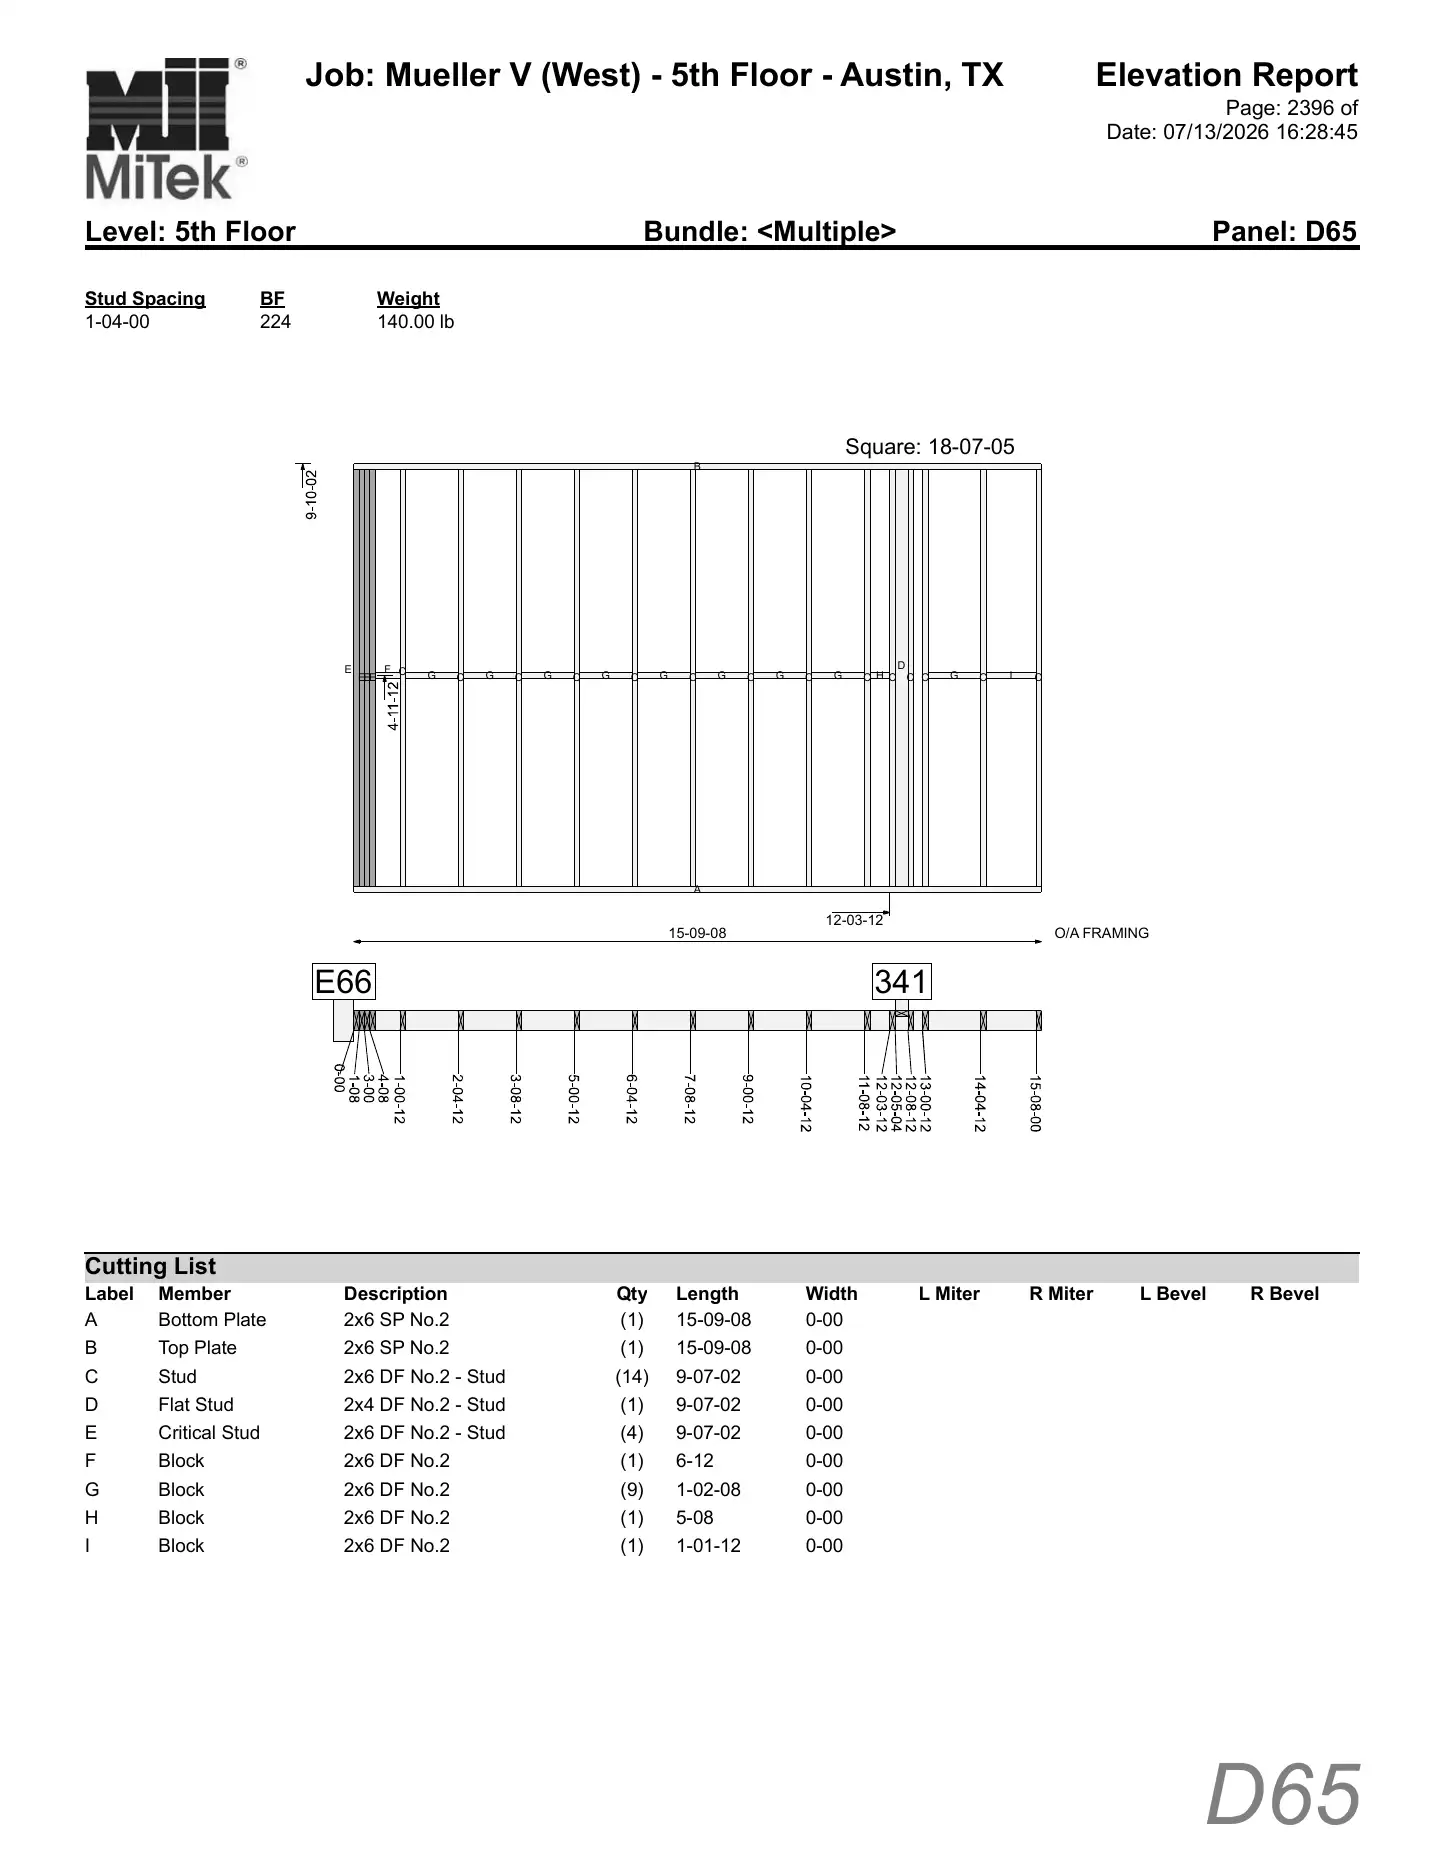 MiTek®
Job: Mueller V (West) - 5th Floor - Austin, TX
Elevation Report
Page: 2396 of
Date: 07/13/2026 16:28:45
Level: 5th Floor Bundle: <Multiple> Panel: D65
Stud Spacing BF Weight
1-04-00 224 140.00 lb
Square: 18-07-05
B
9-10-02
E F C G G G G G G G G H D G I
4-11-12
A
12-03-12
15-09-08 O/A FRAMING
E66 341
0-00 1-08 3-00 4-08 1-00-12 2-04-12 3-08-12 5-00-12 6-04-12 7-08-12 9-00-12 10-04-12 11-08-12 12-03-12 12-05-04 12-08-12 13-00-12 14-04-12 15-08-00
Cutting List
Label Member Description Qty Length Width L Miter R Miter L Bevel R Bevel
A Bottom Plate 2x6 SP No.2 (1) 15-09-08 0-00
B Top Plate 2x6 SP No.2 (1) 15-09-08 0-00
C Stud 2x6 DF No.2 - Stud (14) 9-07-02 0-00
D Flat Stud 2x4 DF No.2 - Stud (1) 9-07-02 0-00
E Critical Stud 2x6 DF No.2 - Stud (4) 9-07-02 0-00
F Block 2x6 DF No.2 (1) 6-12 0-00
G Block 2x6 DF No.2 (9) 1-02-08 0-00
H Block 2x6 DF No.2 (1) 5-08 0-00
I Block 2x6 DF No.2 (1) 1-01-12 0-00
D65